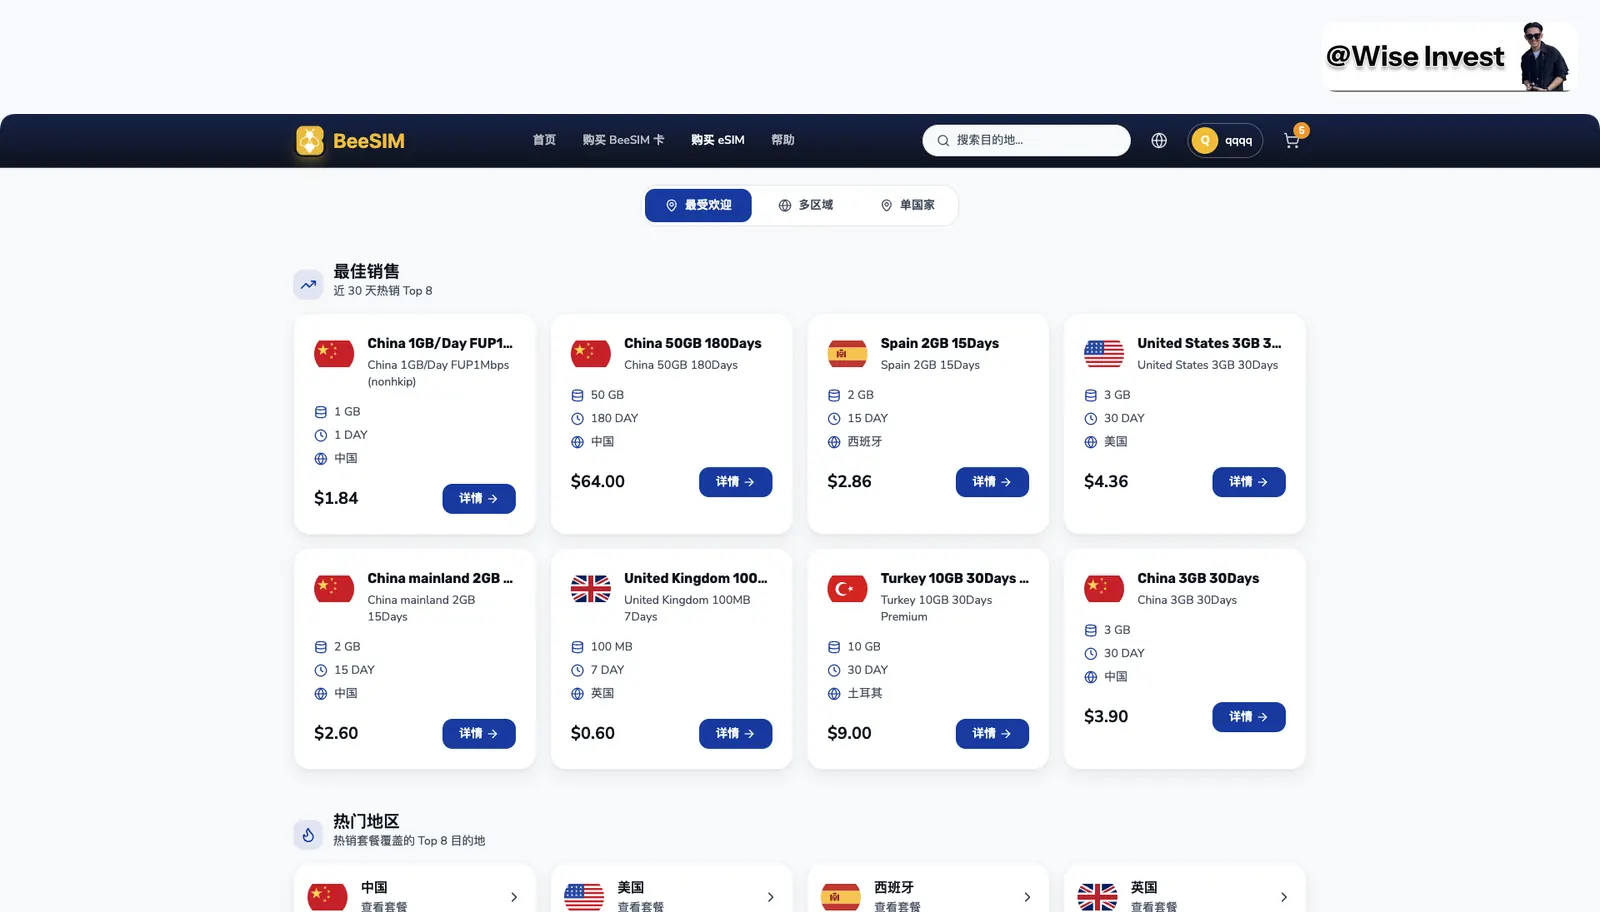 @Wise Invest
BeeSIM
首页
购买 BeeSIM 卡
购买 eSIM
帮助
搜索目的地...
Q
qqqq
5
最受欢迎
多区域
单国家
最佳销售
近 30 天热销 Top 8
China 1GB/Day FUP1...
China 1GB/Day FUP1Mbps
(nonhkip)
1 GB
1 DAY
中国
$1.84
详情
China 50GB 180Days
China 50GB 180Days
50 GB
180 DAY
中国
$64.00
详情
Spain 2GB 15Days
Spain 2GB 15Days
2 GB
15 DAY
西班牙
$2.86
详情
United States 3GB 3...
United States 3GB 30Days
3 GB
30 DAY
美国
$4.36
详情
China mainland 2GB ...
China mainland 2GB
15Days
2 GB
15 DAY
中国
$2.60
详情
United Kingdom 100...
United Kingdom 100MB
7Days
100 MB
7 DAY
英国
$0.60
详情
Turkey 10GB 30Days ...
Turkey 10GB 30Days
Premium
10 GB
30 DAY
土耳其
$9.00
详情
China 3GB 30Days
China 3GB 30Days
3 GB
30 DAY
中国
$3.90
详情
热门地区
热销套餐覆盖的 Top 8 目的地
中国
查看套餐
美国
查看套餐
西班牙
查看套餐
英国
查看套餐